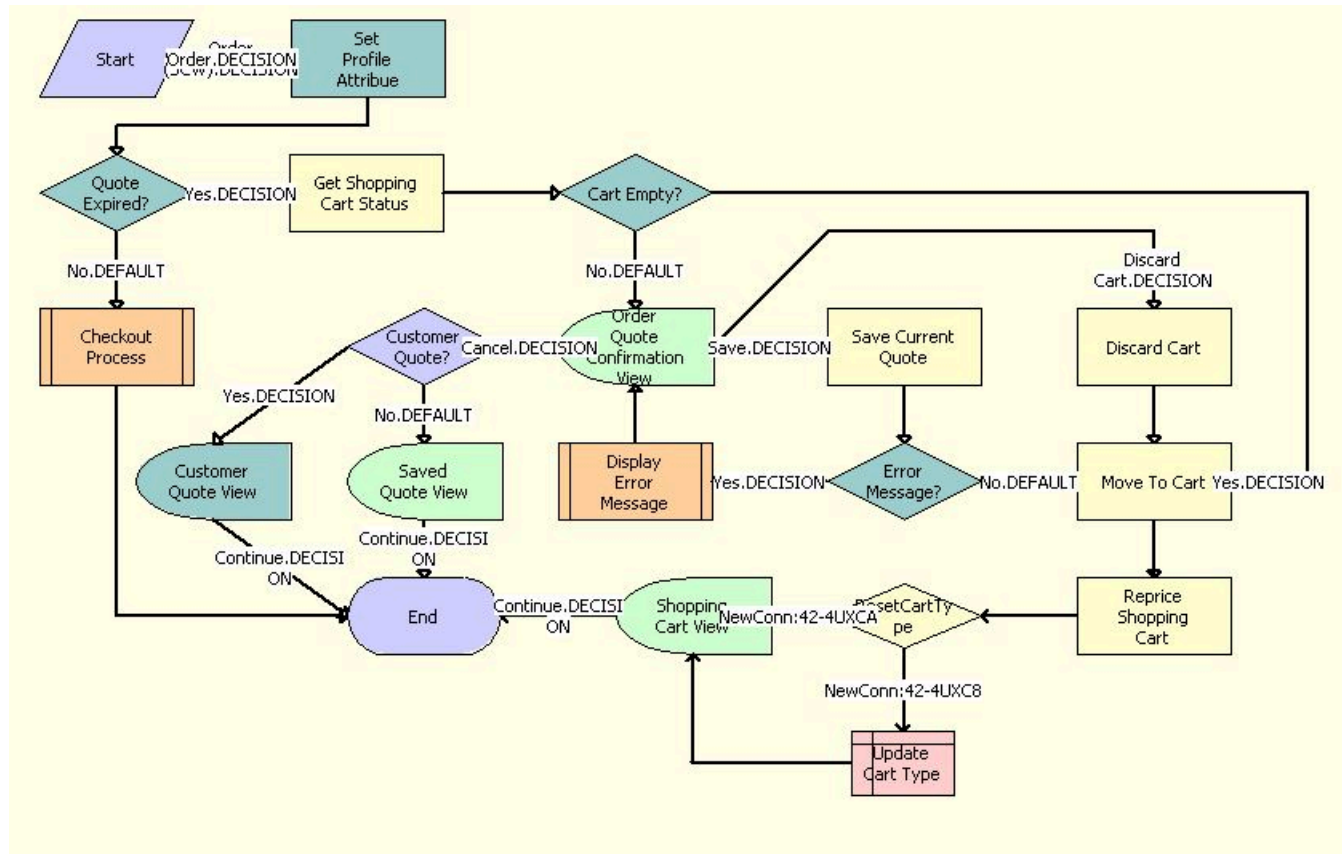 Start
Order
Order.DECISION
(SCW).DECISION
Set
Profile
Attribue
Quote
Expired?
Yes.DECISION
Get Shopping
Cart Status
Cart Empty?
No.DEFAULT
No.DEFAULT
Discard
Cart.DECISION
Checkout
Process
Customer
Quote?
Cancel.DECISION
Order
Quote
Confirmation
View
Save.DECISION
Save Current
Quote
Discard Cart
Yes.DECISION
No.DEFAULT
Customer
Quote View
Saved
Quote View
Display
Error
Message
Yes.DECISION
Error
Message?
No.DEFAULT
Move To Cart
Yes.DECISION
Continue.DECISI
ON
Continue.DECISI
ON
End
Continue.DECISI
ON
Shopping
Cart View
NewConn:42-4UXCA
ResetCartTy
pe
Reprice
Shopping
Cart
NewConn:42-4UXC8
Update
Cart Type